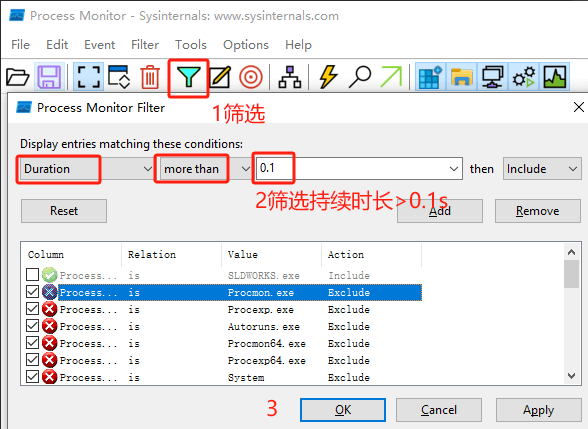 Process Monitor - Sysinternals: www.sysinternals.com
File Edit Event Filter Tools Options Help
1筛选
Process Monitor Filter
Display entries matching these conditions:
Duration more than 0.1 then Include
2筛选持续时长>0.1s
Reset Add Remove
Column Relation Value Action
Process... is SLDWORKS.exe Include
Process... is Procmon.exe Exclude
Process... is Procexp.exe Exclude
Process... is Autoruns.exe Exclude
Process... is Procmon64.exe Exclude
Process... is Procexp64.exe Exclude
Process... is System Exclude
3 OK Cancel Apply